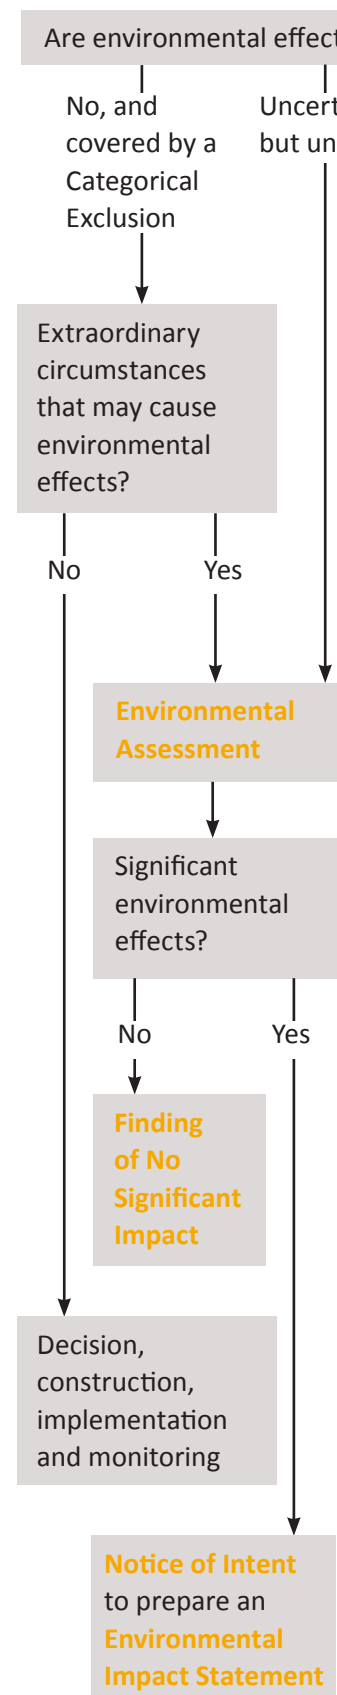 Are environmental effect
No, and
covered by a
Categorical
Exclusion
Uncert
but un
Extraordinary
circumstances
that may cause
environmental
effects?
No
Yes
Environmental
Assessment
Significant
environmental
effects?
No
Yes
Finding
of No
Significant
Impact
Decision,
construction,
implementation
and monitoring
Notice of Intent
to prepare an
Environmental
Impact Statement